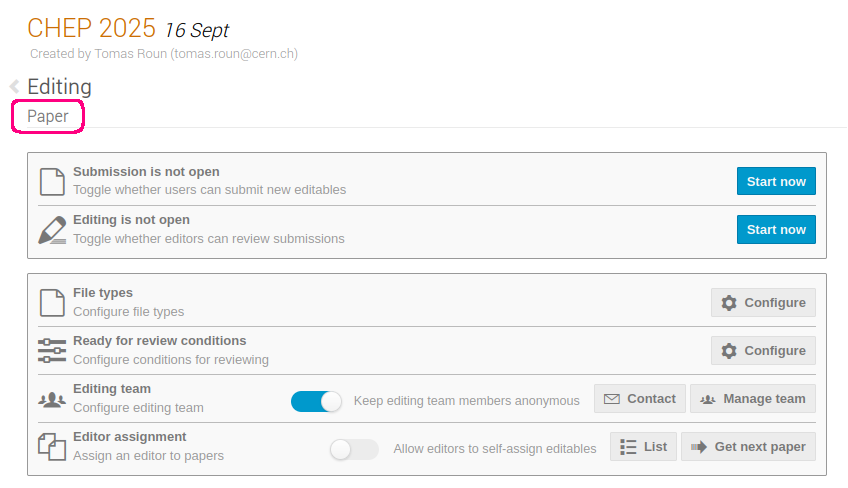 CHEP 2025 16 Sept
Created by Tomas Roun (tomas.roun@cern.ch)
Editing
Paper
Submission is not open
Toggle whether users can submit new editables
Start now
Editing is not open
Toggle whether editors can review submissions
Start now
File types
Configure file types
Configure
Ready for review conditions
Configure conditions for reviewing
Configure
Editing team
Configure editing team
Keep editing team members anonymous
Contact
Manage team
Editor assignment
Assign an editor to papers
Allow editors to self-assign editables
List
Get next paper